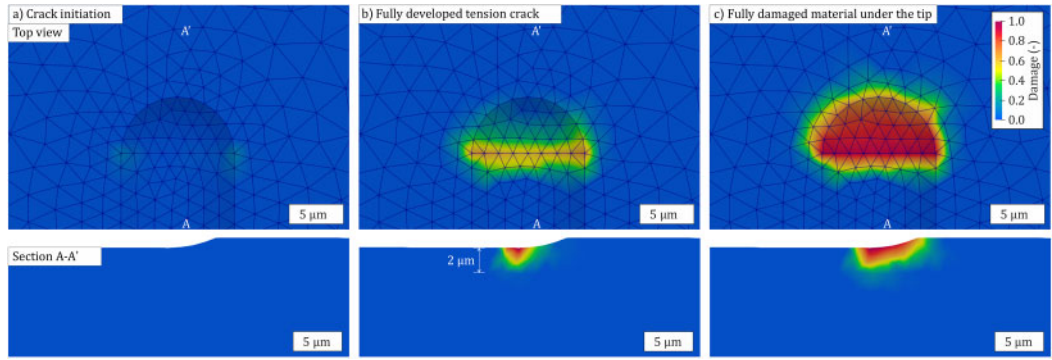 a) Crack initiation
Top view
A'
A
5 μm
Section A-A'
5 μm
b) Fully developed tension crack
A'
A
5 μm
2 μm
5 μm
c) Fully damaged material under the tip
A'
A
1.0
0.8
0.6
0.4
0.2
0.0
Damage (-)
5 μm
5 μm